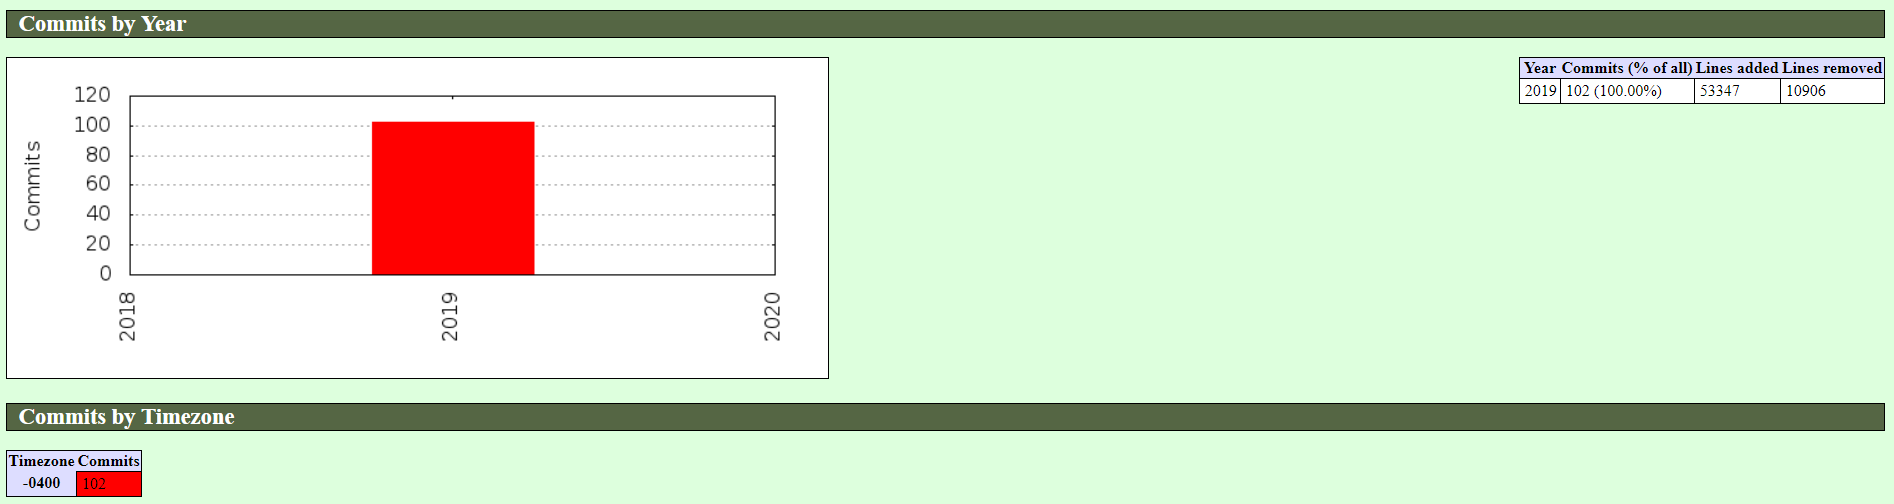 Commits by Year
120
100
80
60
40
20
0
Commits
2018
2019
2020
Year Commits (% of all) Lines added Lines removed
2019 102 (100.00%) 53347 10906
Commits by Timezone
Timezone Commits
-0400 102